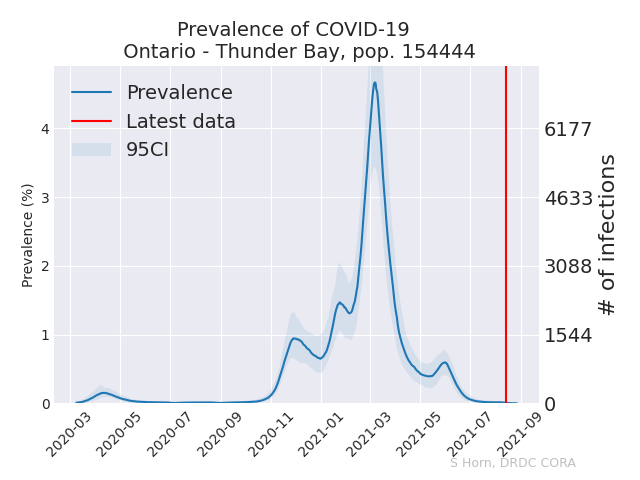 Prevalence of COVID-19
Ontario - Thunder Bay, pop. 154444
Prevalence
Latest data
95CI
Prevalence (%)
4
3
2
1
0
6177
4633
3088
1544
0
# of infections
2020-03
2020-05
2020-07
2020-09
2020-11
2021-01
2021-03
2021-05
2021-07
2021-09
S Horn, DRDC CORA